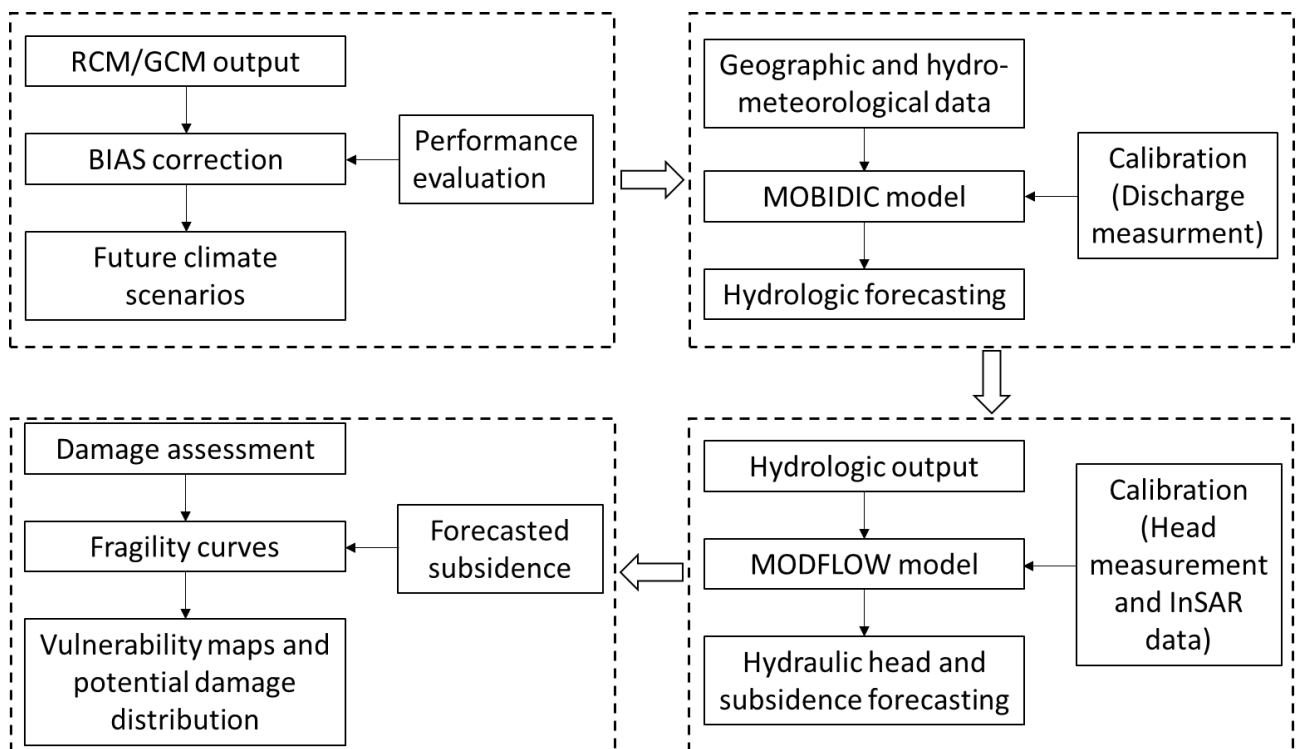 RCM/GCM output
BIAS correction
Performance
evaluation
Future climate
scenarios
Geographic and hydro-
meteorological data
MOBIDIC model
Calibration
(Discharge
measurment)
Hydrologic forecasting
Damage assessment
Fragility curves
Forecasted
subsidence
Vulnerability maps and
potential damage
distribution
Hydrologic output
MODFLOW model
Calibration
(Head
measurement
and InSAR
data)
Hydraulic head and
subsidence forecasting